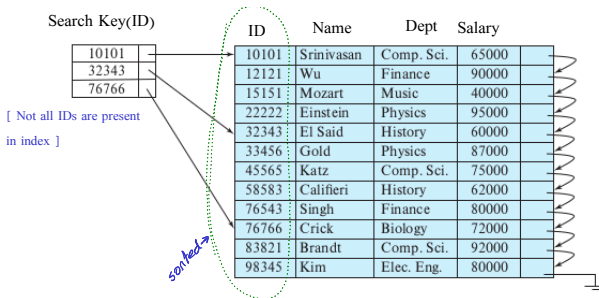 Search Key(ID)
ID Name Dept Salary
10101
32343
76766
[ Not all IDs are present
in index ]
10101 Srinivasan Comp. Sci. 65000
12121 Wu Finance 90000
15151 Mozart Music 40000
22222 Einstein Physics 95000
32343 El Said History 60000
33456 Gold Physics 87000
45565 Katz Comp. Sci. 75000
58583 Califieri History 62000
76543 Singh Finance 80000
76766 Crick Biology 72000
83821 Brandt Comp. Sci. 92000
98345 Kim Elec. Eng. 80000
sorted